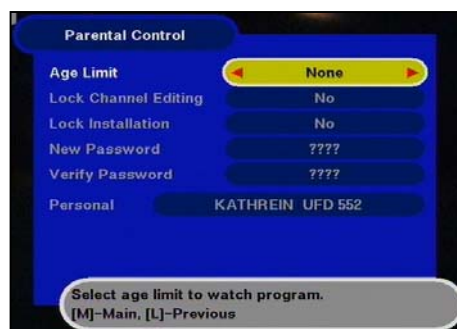 Parental Control
Age Limit None
Lock Channel Editing No
Lock Installation No
New Password ????
Verify Password ????
Personal KATHREIN UFD 552
Select age limit to watch program.
[M]-Main, [L]-Previous